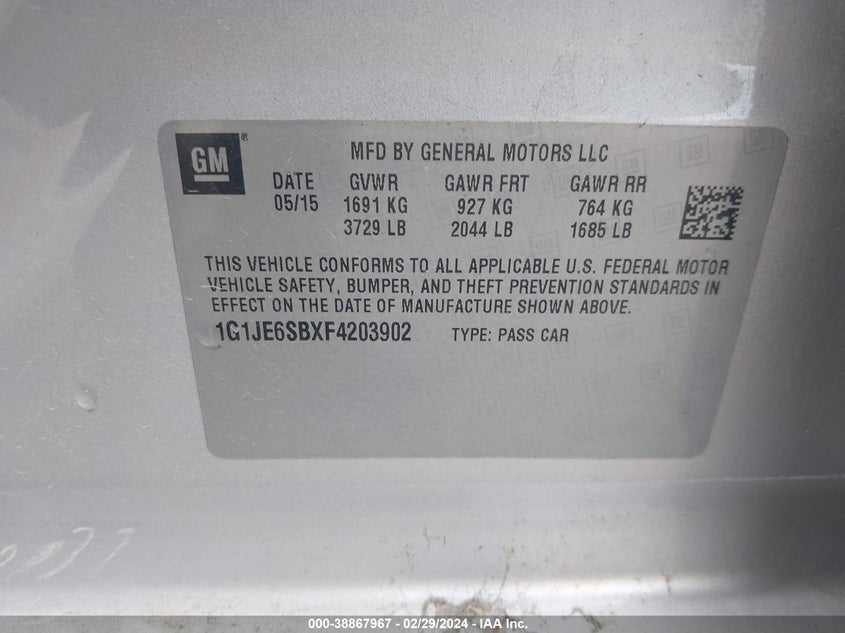 GM®
MFD BY GENERAL MOTORS LLC
DATE GVWR GAWR FRT GAWR RR
05/15 1691 KG 927 KG 764 KG
3729 LB 2044 LB 1685 LB
THIS VEHICLE CONFORMS TO ALL APPLICABLE U.S. FEDERAL MOTOR
VEHICLE SAFETY, BUMPER, AND THEFT PREVENTION STANDARDS IN
EFFECT ON THE DATE OF MANUFACTURE SHOWN ABOVE.
1G1JE6SBXF4203902 TYPE: PASS CAR
000-38867967 - 02/29/2024 - IAA Inc.